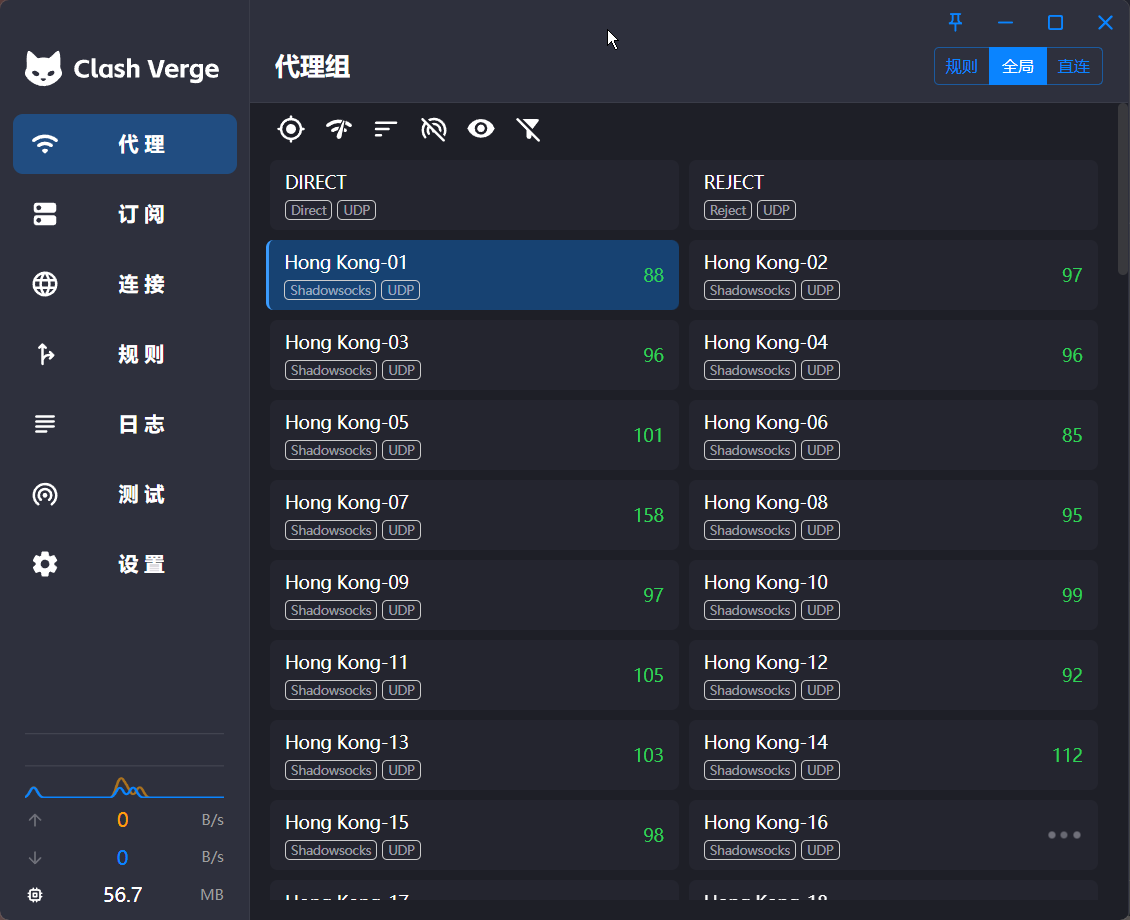 Clash Verge
代 理
订 阅
连 接
规 则
日 志
测 试
设 置
0 B/s
0 B/s
56.7 MB
代理组
规则 全局 直连
DIRECT
Direct UDP
REJECT
Reject UDP
Hong Kong-01
Shadowsocks UDP
88
Hong Kong-02
Shadowsocks UDP
97
Hong Kong-03
Shadowsocks UDP
96
Hong Kong-04
Shadowsocks UDP
96
Hong Kong-05
Shadowsocks UDP
101
Hong Kong-06
Shadowsocks UDP
85
Hong Kong-07
Shadowsocks UDP
158
Hong Kong-08
Shadowsocks UDP
95
Hong Kong-09
Shadowsocks UDP
97
Hong Kong-10
Shadowsocks UDP
99
Hong Kong-11
Shadowsocks UDP
105
Hong Kong-12
Shadowsocks UDP
92
Hong Kong-13
Shadowsocks UDP
103
Hong Kong-14
Shadowsocks UDP
112
Hong Kong-15
Shadowsocks UDP
98
Hong Kong-16
Shadowsocks UDP
Hong Kong-17
Hong Kong-18